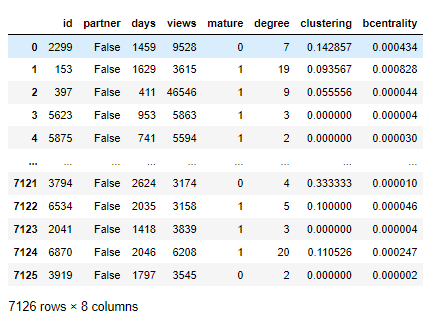 id partner days views mature degree clustering bcentrality
0 2299 False 1459 9528 0 7 0.142857 0.000434
1 153 False 1629 3615 1 19 0.093567 0.000828
2 397 False 411 46546 1 9 0.055556 0.000044
3 5623 False 953 5863 1 3 0.000000 0.000004
4 5875 False 741 5594 1 2 0.000000 0.000030
... ... ... ... ... ... ... ... ...
7121 3794 False 2624 3174 0 4 0.333333 0.000010
7122 6534 False 2035 3158 1 5 0.100000 0.000046
7123 2041 False 1418 3839 1 3 0.000000 0.000004
7124 6870 False 2046 6208 1 20 0.110526 0.000247
7125 3919 False 1797 3545 0 2 0.000000 0.000002
7126 rows × 8 columns